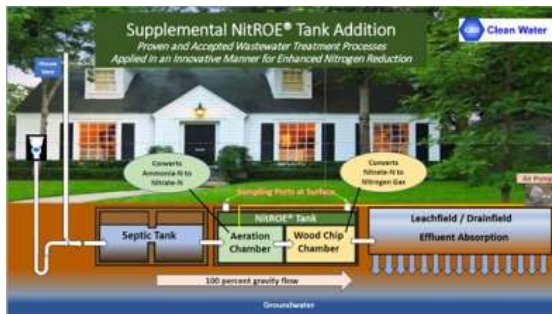 Supplemental NitROE® Tank Addition
Proven and Accepted Wastewater Treatment Processes
Applied in an Innovative Manner for Enhanced Nitrogen Reduction
Clean Water
House
Vent
Converts
Ammonia-N to
Nitrate-N
Converts
Nitrate-N to
Nitrogen Gas
Air Pump
Sampling Ports at Surface
NitROE® Tank
Septic Tank
Aeration
Chamber
Wood Chip
Chamber
Leachfield / Drainfield
Effluent Absorption
100 percent gravity flow
Groundwater